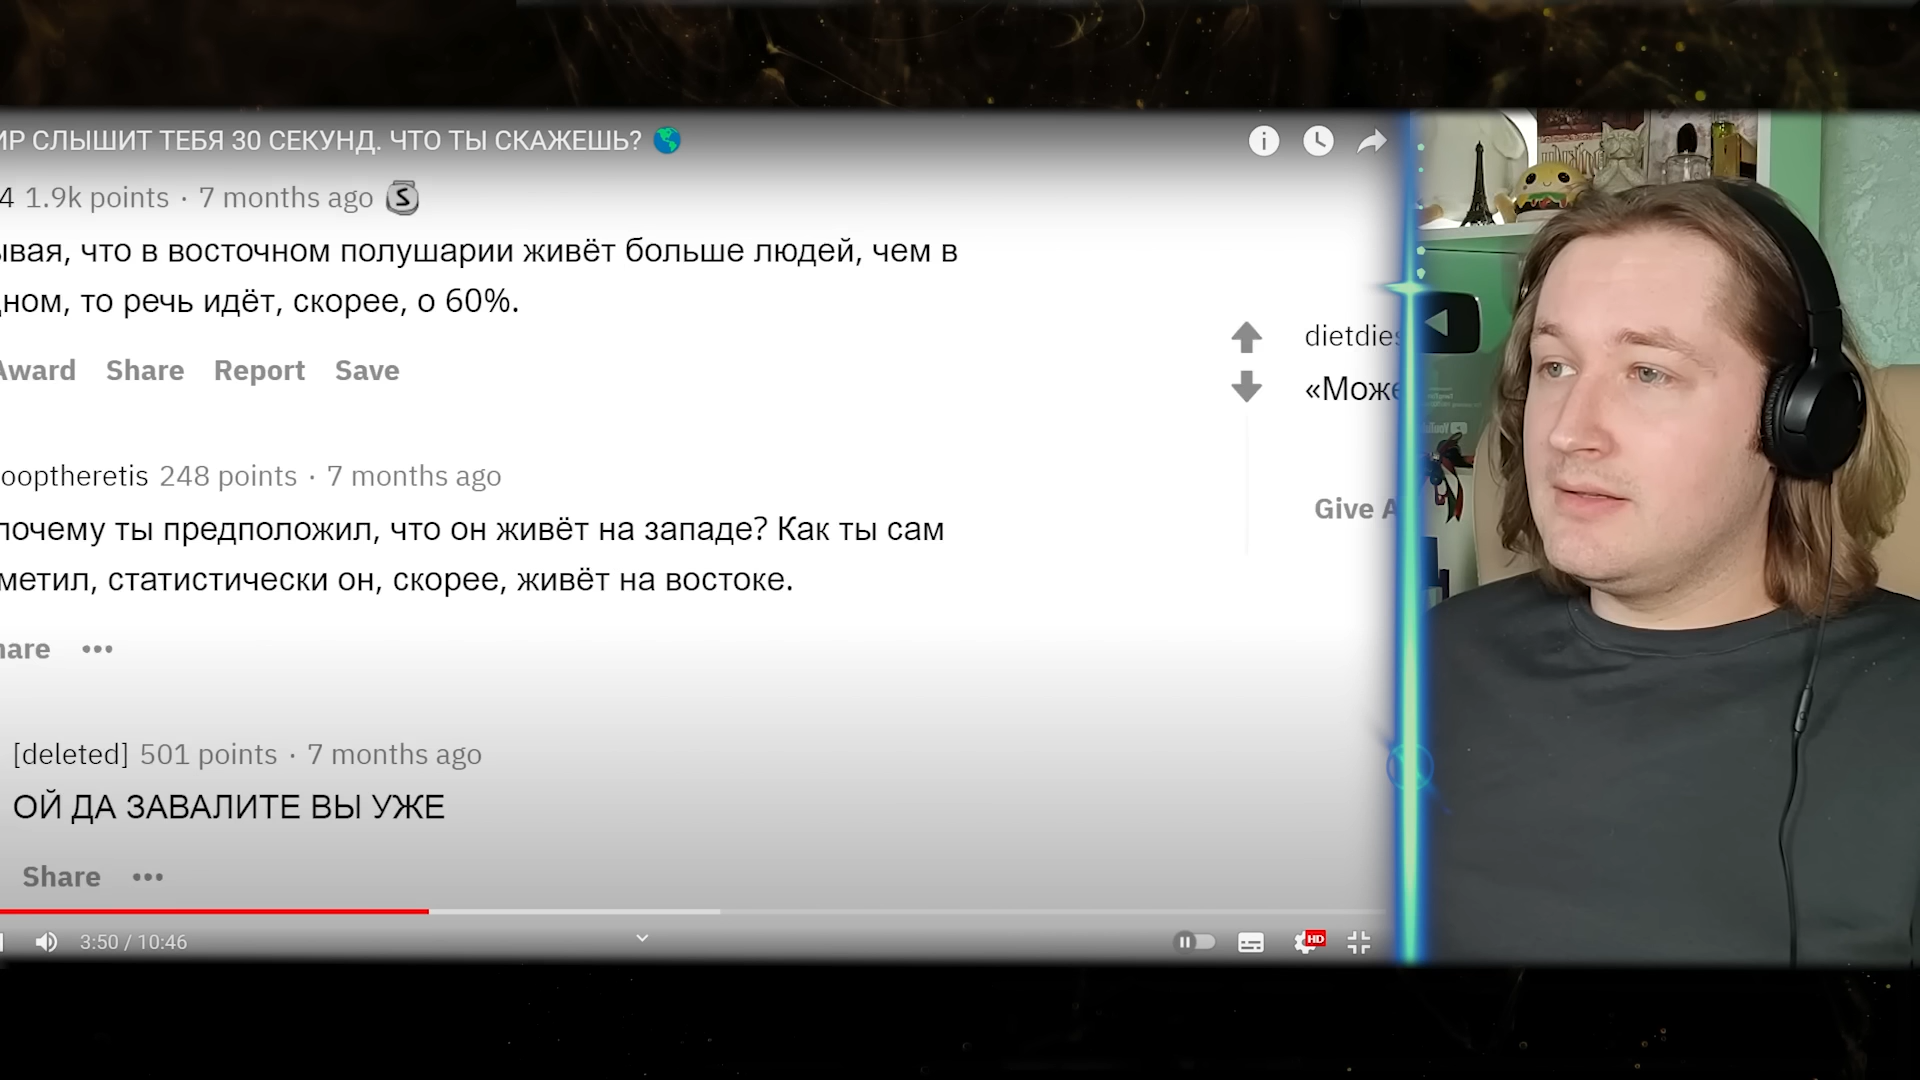 ИР СЛЫШИТ ТЕБЯ 30 СЕКУНД. ЧТО ТЫ СКАЖЕШЬ?
4 1.9k points · 7 months ago
ывая, что в восточном полушарии живёт больше людей, чем в
дном, то речь идёт, скорее, о 60%.
Award Share Report Save
dietdies
«Може
Give A
ooptheretis 248 points · 7 months ago
почему ты предположил, что он живёт на западе? Как ты сам
метил, статистически он, скорее, живёт на востоке.
hare •••
[deleted] 501 points · 7 months ago
ОЙ ДА ЗАВАЛИТЕ ВЫ УЖЕ
Share •••
3:50 / 10:46
HD